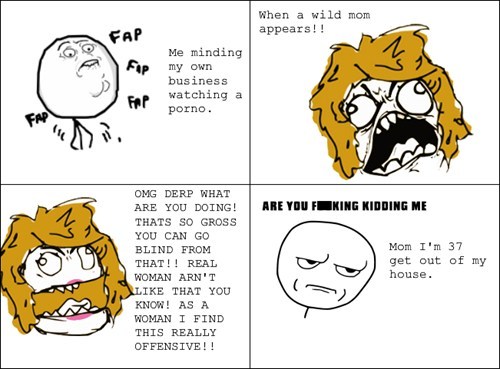 FAP
FAP
FAP
FAP
Me minding
my own
business
watching a
porno.
When a wild mom
appears!!
OMG DERP WHAT
ARE YOU DOING!
THATS SO GROSS
YOU CAN GO
BLIND FROM
THAT!! REAL
WOMAN ARN'T
LIKE THAT YOU
KNOW! AS A
WOMAN I FIND
THIS REALLY
OFFENSIVE!!
ARE YOU F██KING KIDDING ME
Mom I'm 37
get out of my
house.